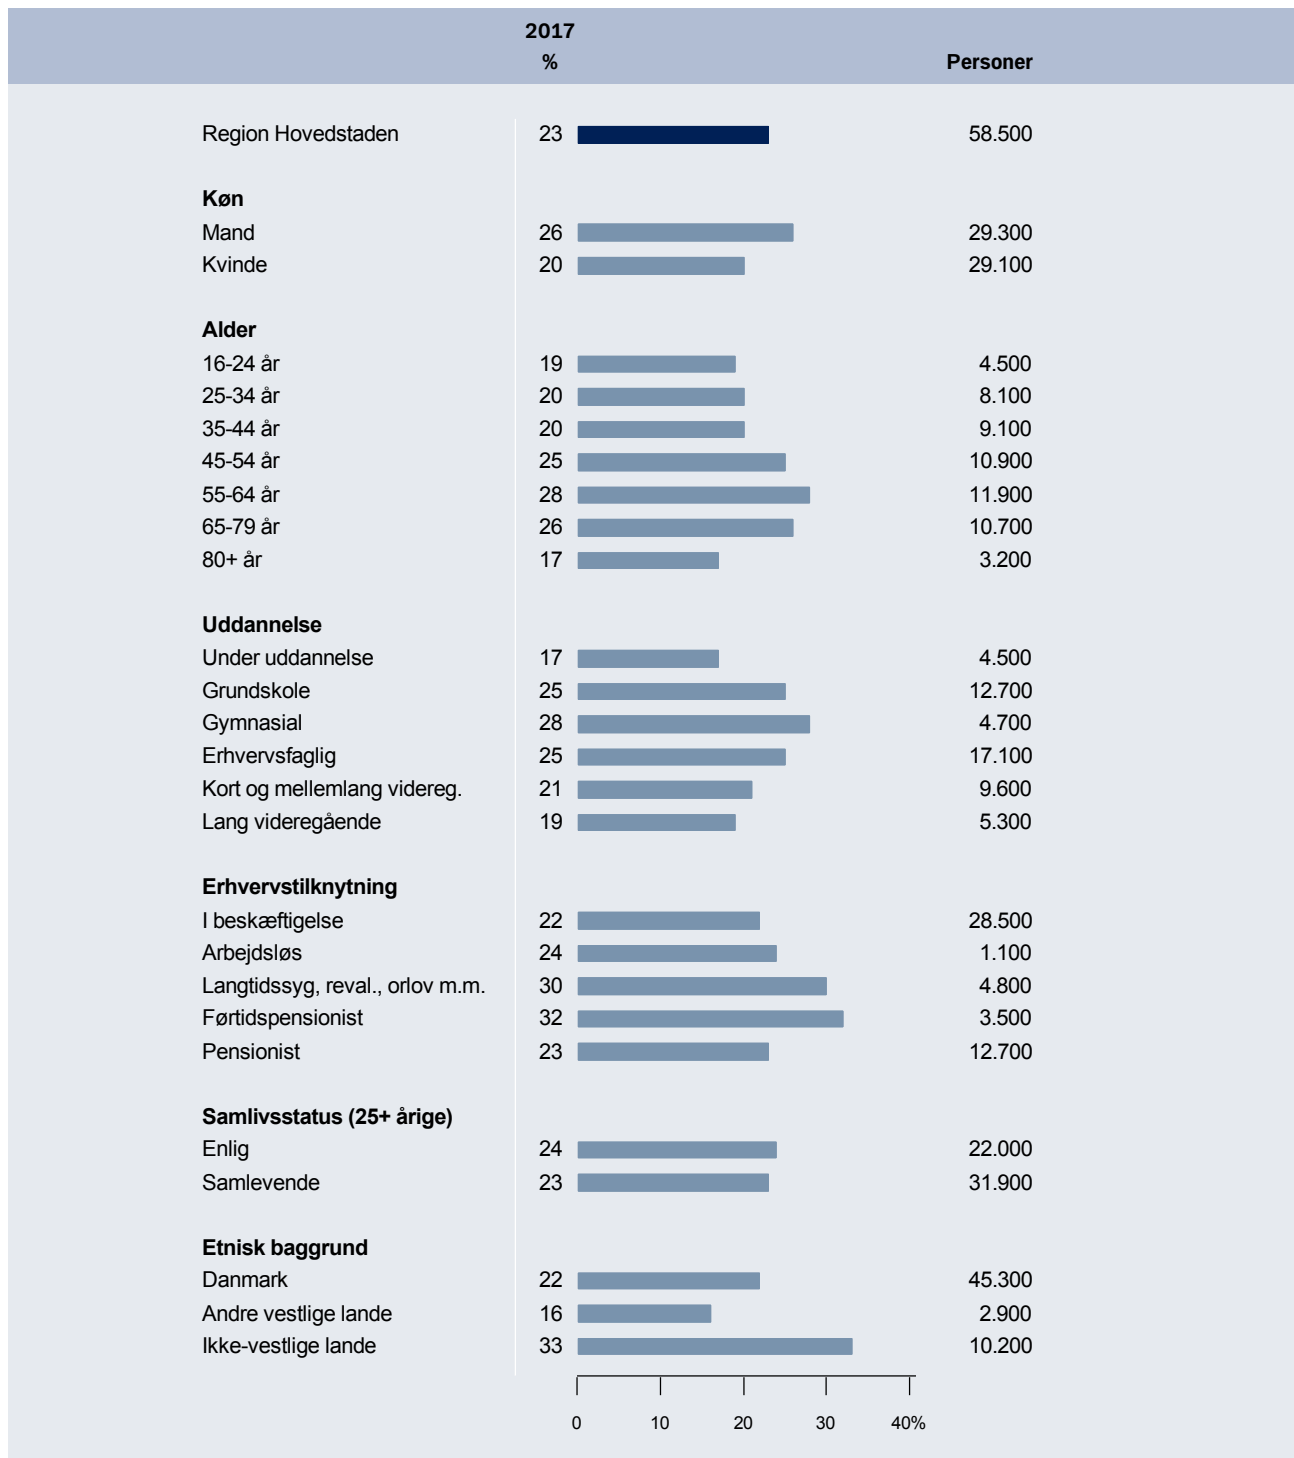 2017
% Personer
Region Hovedstaden 23 58.500
Køn
Mand 26 29.300
Kvinde 20 29.100
Alder
16-24 år 19 4.500
25-34 år 20 8.100
35-44 år 20 9.100
45-54 år 25 10.900
55-64 år 28 11.900
65-79 år 26 10.700
80+ år 17 3.200
Uddannelse
Under uddannelse 17 4.500
Grundskole 25 12.700
Gymnasial 28 4.700
Erhvervsfaglig 25 17.100
Kort og mellemlang videreg. 21 9.600
Lang videregående 19 5.300
Erhvervstilknytning
I beskæftigelse 22 28.500
Arbejdsløs 24 1.100
Langtidssyg, reval., orlov m.m. 30 4.800
Førtidspensionist 32 3.500
Pensionist 23 12.700
Samlivsstatus (25+ årige)
Enlig 24 22.000
Samlevende 23 31.900
Etnisk baggrund
Danmark 22 45.300
Andre vestlige lande 16 2.900
Ikke-vestlige lande 33 10.200
0 10 20 30 40%